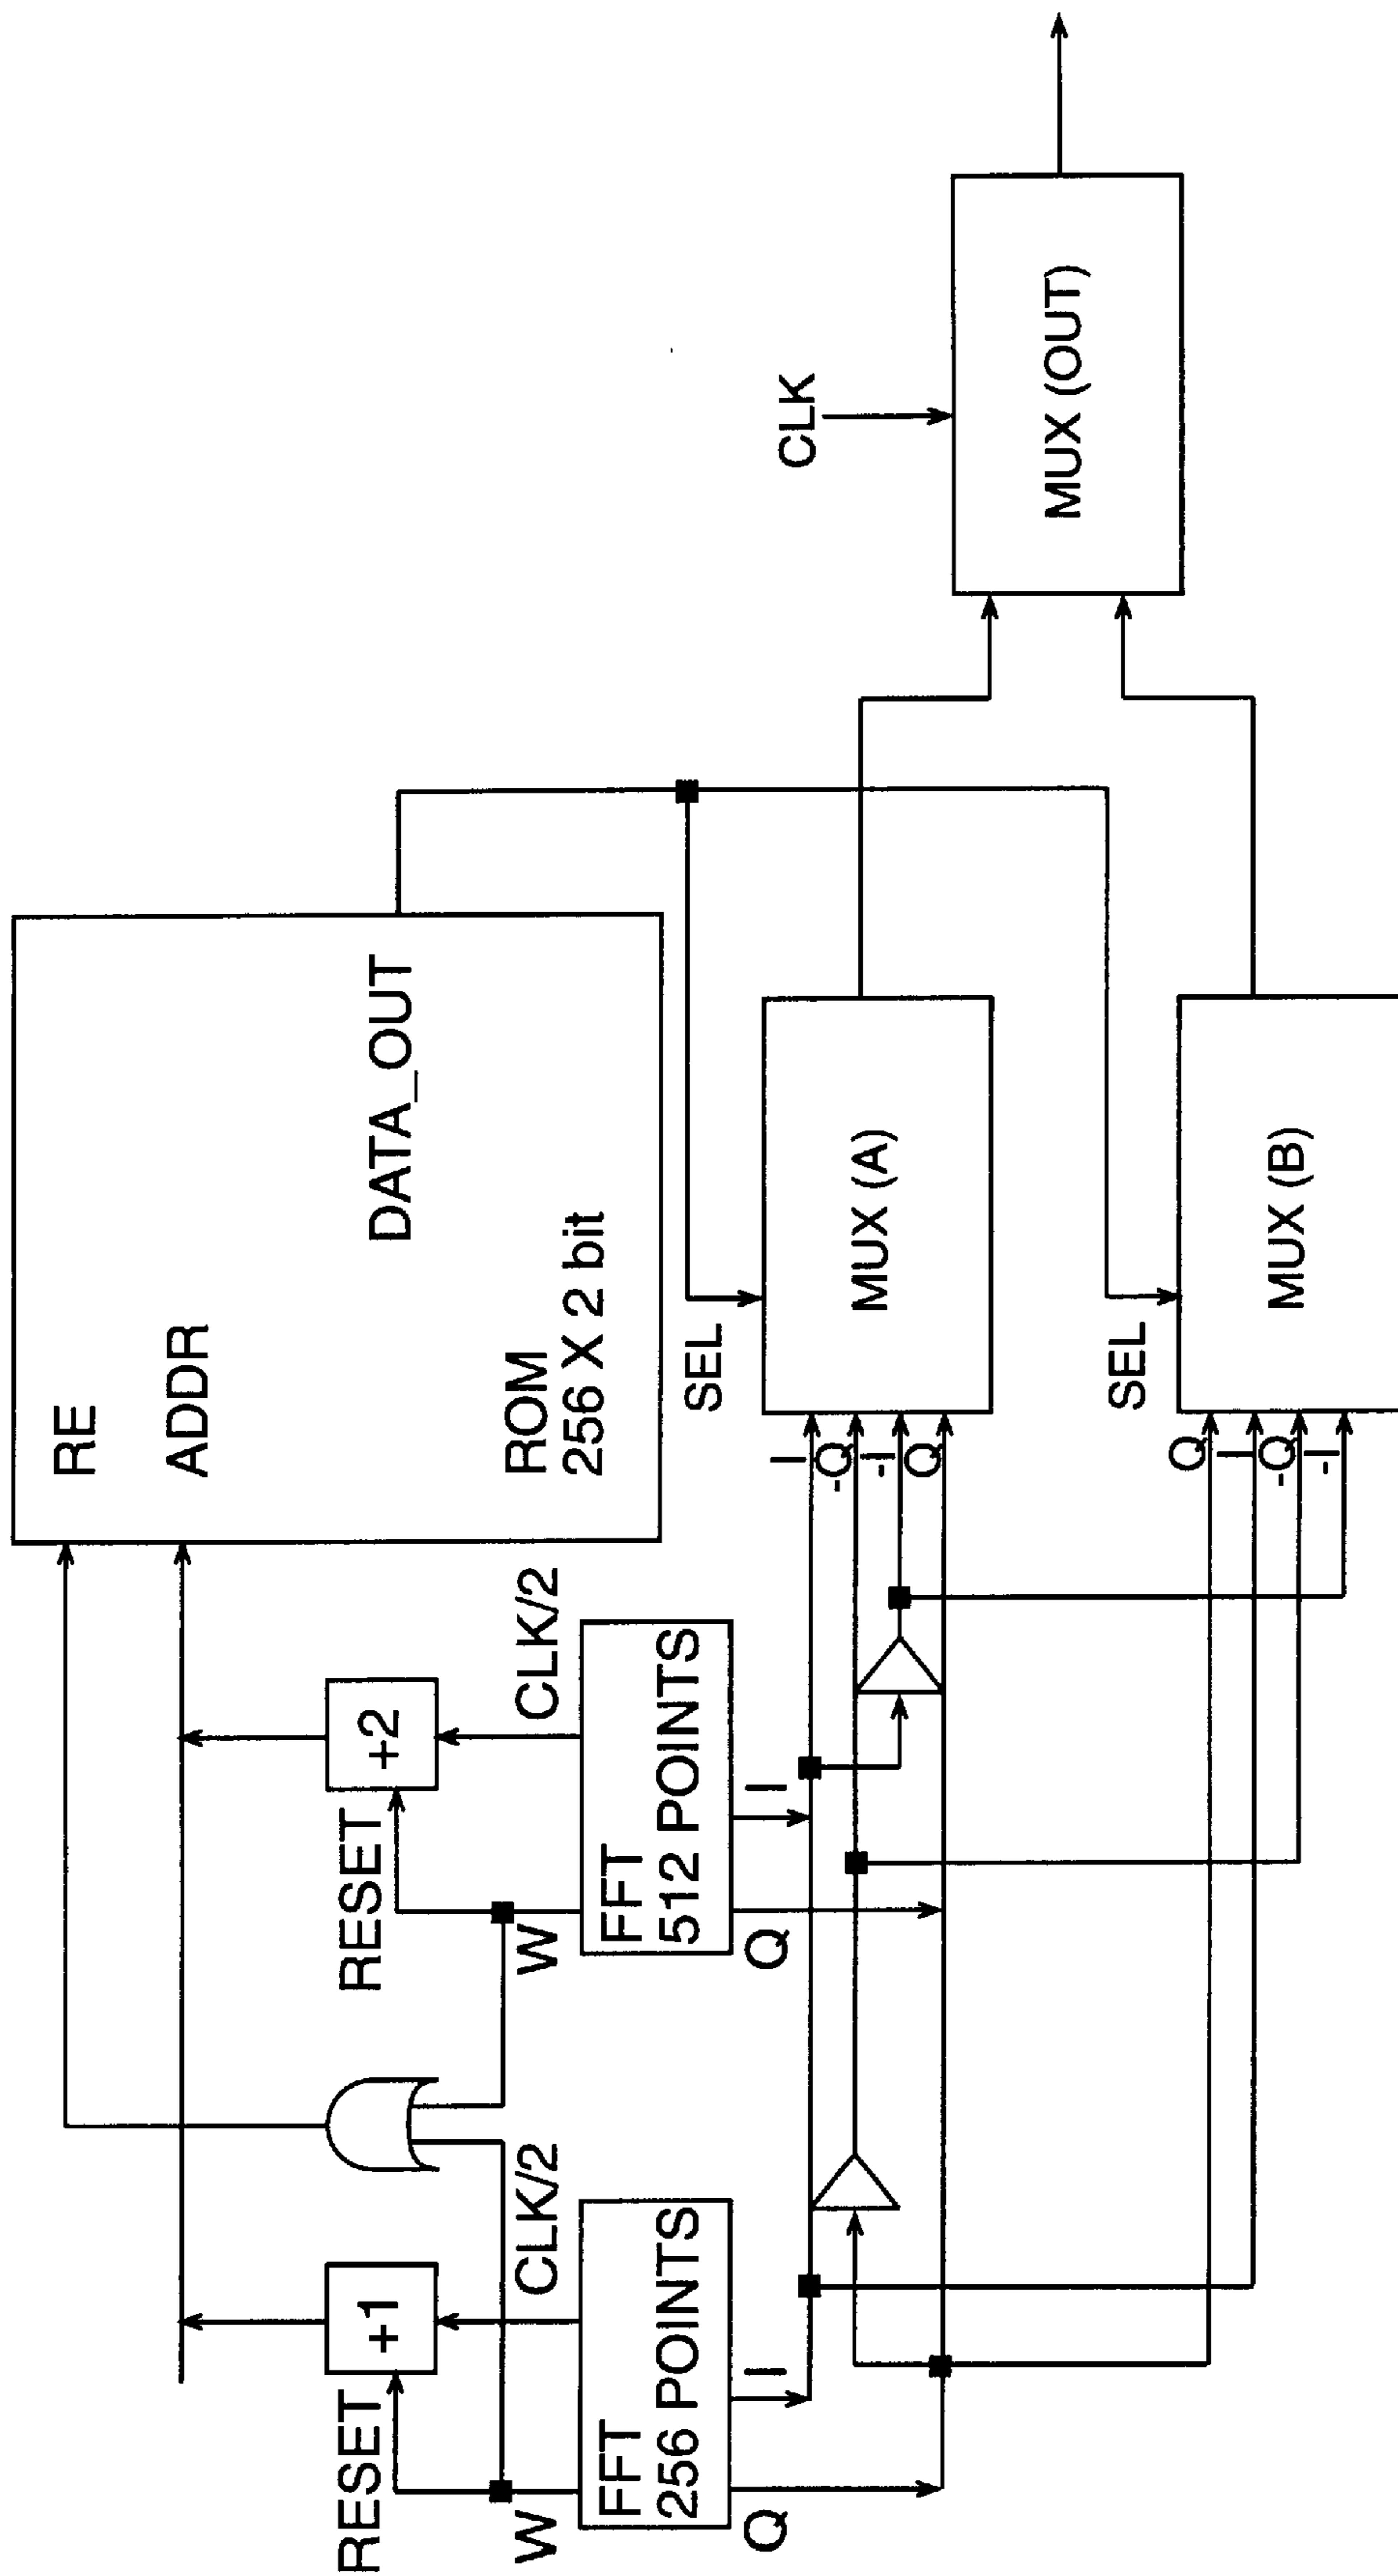 RE
ADDR
DATA_OUT
ROM
256 X 2 bit
RESET
+1
RESET
+2
W
CLK/2
W
CLK/2
FFT
256 POINTS
FFT
512 POINTS
Q
I
Q
I
SEL
I
-Q
-I
Q
MUX (A)
SEL
Q
I
-Q
-I
MUX (B)
CLK
MUX (OUT)